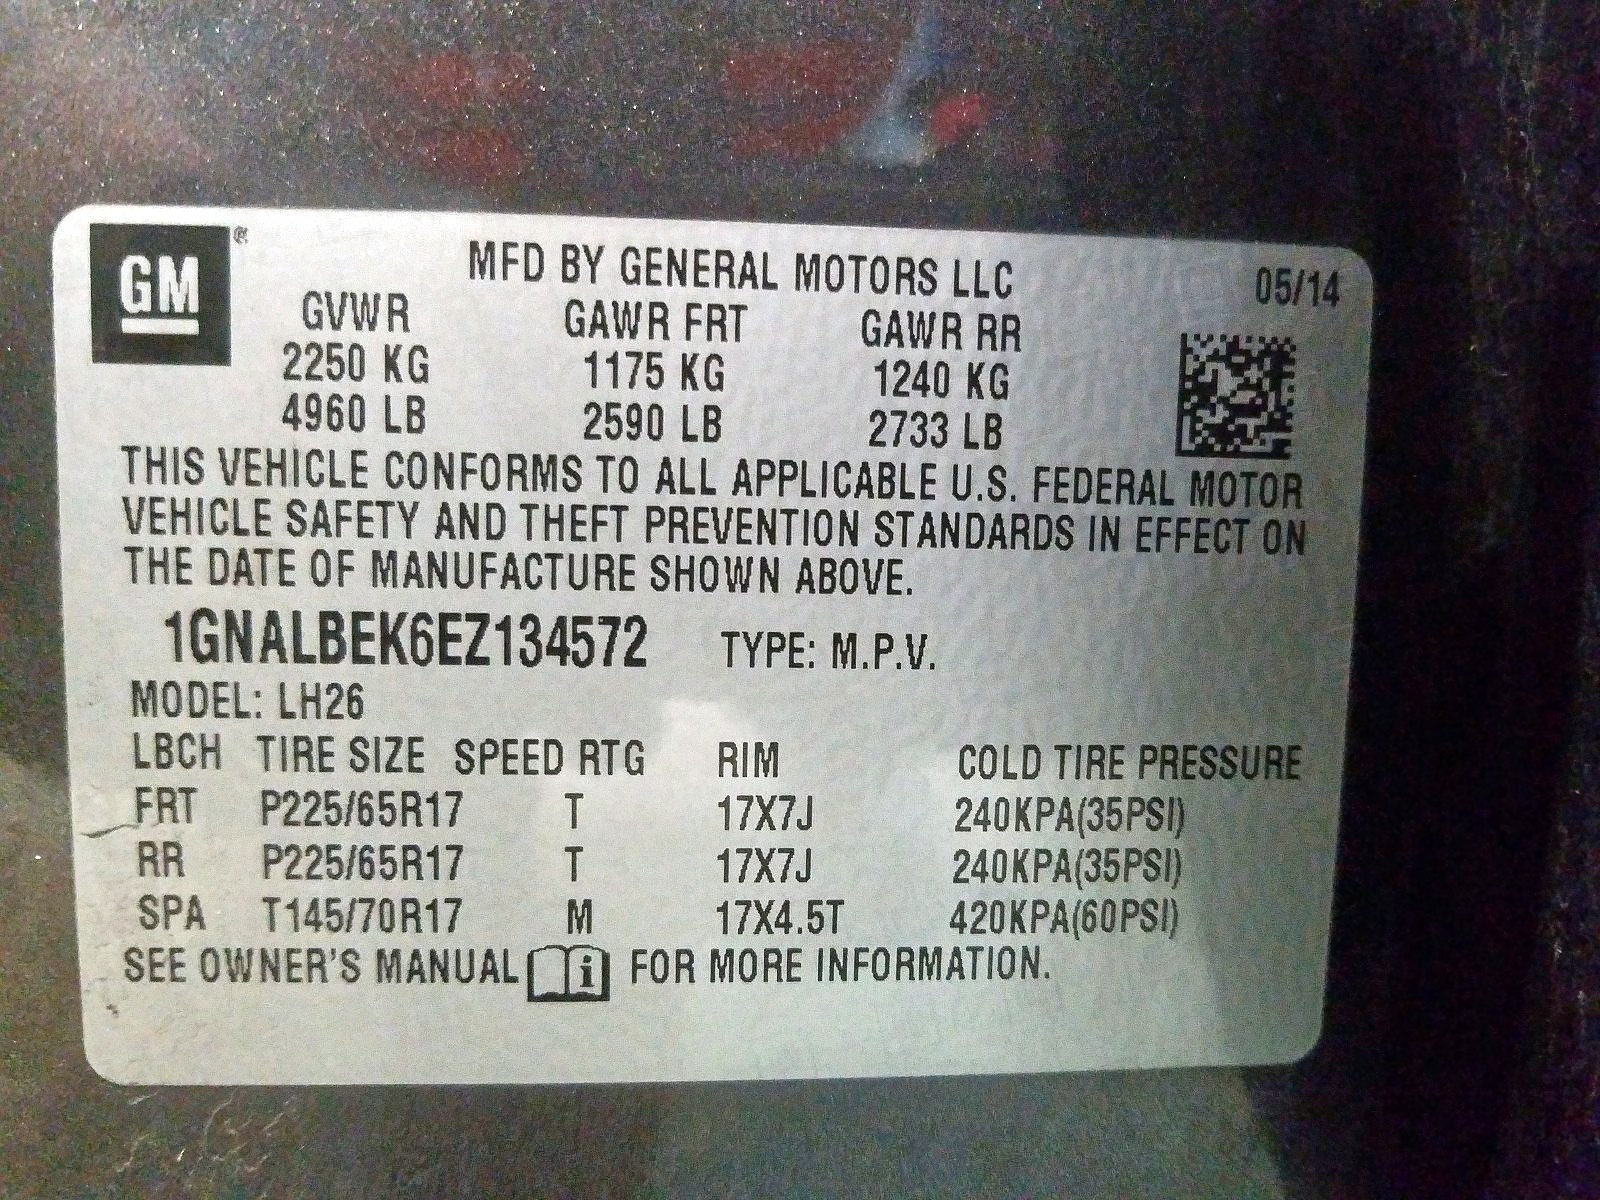 GM ®
MFD BY GENERAL MOTORS LLC 05/14
GVWR GAWR FRT GAWR RR
2250 KG 1175 KG 1240 KG
4960 LB 2590 LB 2733 LB
THIS VEHICLE CONFORMS TO ALL APPLICABLE U.S. FEDERAL MOTOR
VEHICLE SAFETY AND THEFT PREVENTION STANDARDS IN EFFECT ON
THE DATE OF MANUFACTURE SHOWN ABOVE.
1GNALBEK6EZ134572 TYPE: M.P.V.
MODEL: LH26
LBCH TIRE SIZE SPEED RTG RIM COLD TIRE PRESSURE
FRT P225/65R17 T 17X7J 240KPA(35PSI)
RR P225/65R17 T 17X7J 240KPA(35PSI)
SPA T145/70R17 M 17X4.5T 420KPA(60PSI)
SEE OWNER'S MANUAL i FOR MORE INFORMATION.